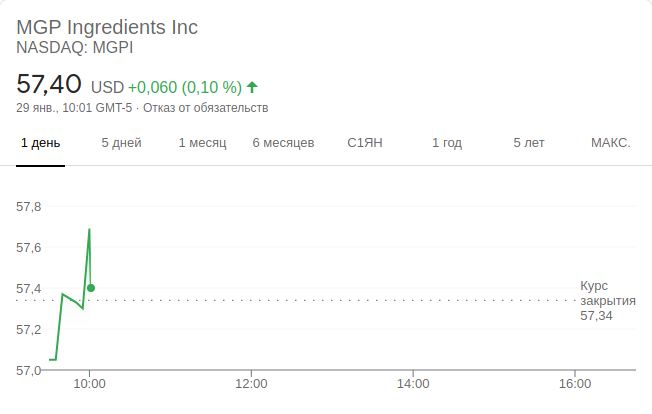 MGP Ingredients Inc
NASDAQ: MGPI
57,40 USD +0,060 (0,10 %)
29 янв., 10:01 GMT-5 · Отказ от обязательств
1 день 5 дней 1 месяц 6 месяцев С1ЯН 1 год 5 лет МАКС.
57,8
57,6
57,4
57,2
57,0
Курс
закрытия
57,34
10:00 12:00 14:00 16:00